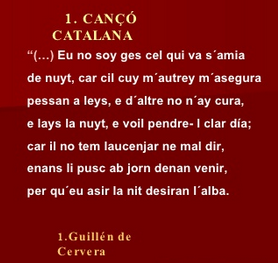 1. CANÇÓ
CATALANA
“(…) Eu no soy ges cel qui va s´amia
de nuyt, car cil cuy m´autrey m´asegura
pessan a leys, e d´altre no n´ay cura,
e lays la nuyt, e voil pendre- l clar día;
car il no tem laucenjar ne mal dir,
enans li pusc ab jorn denan venir,
per qu´eu asir la nit desiran l´alba.
1.Guillén de
Cervera